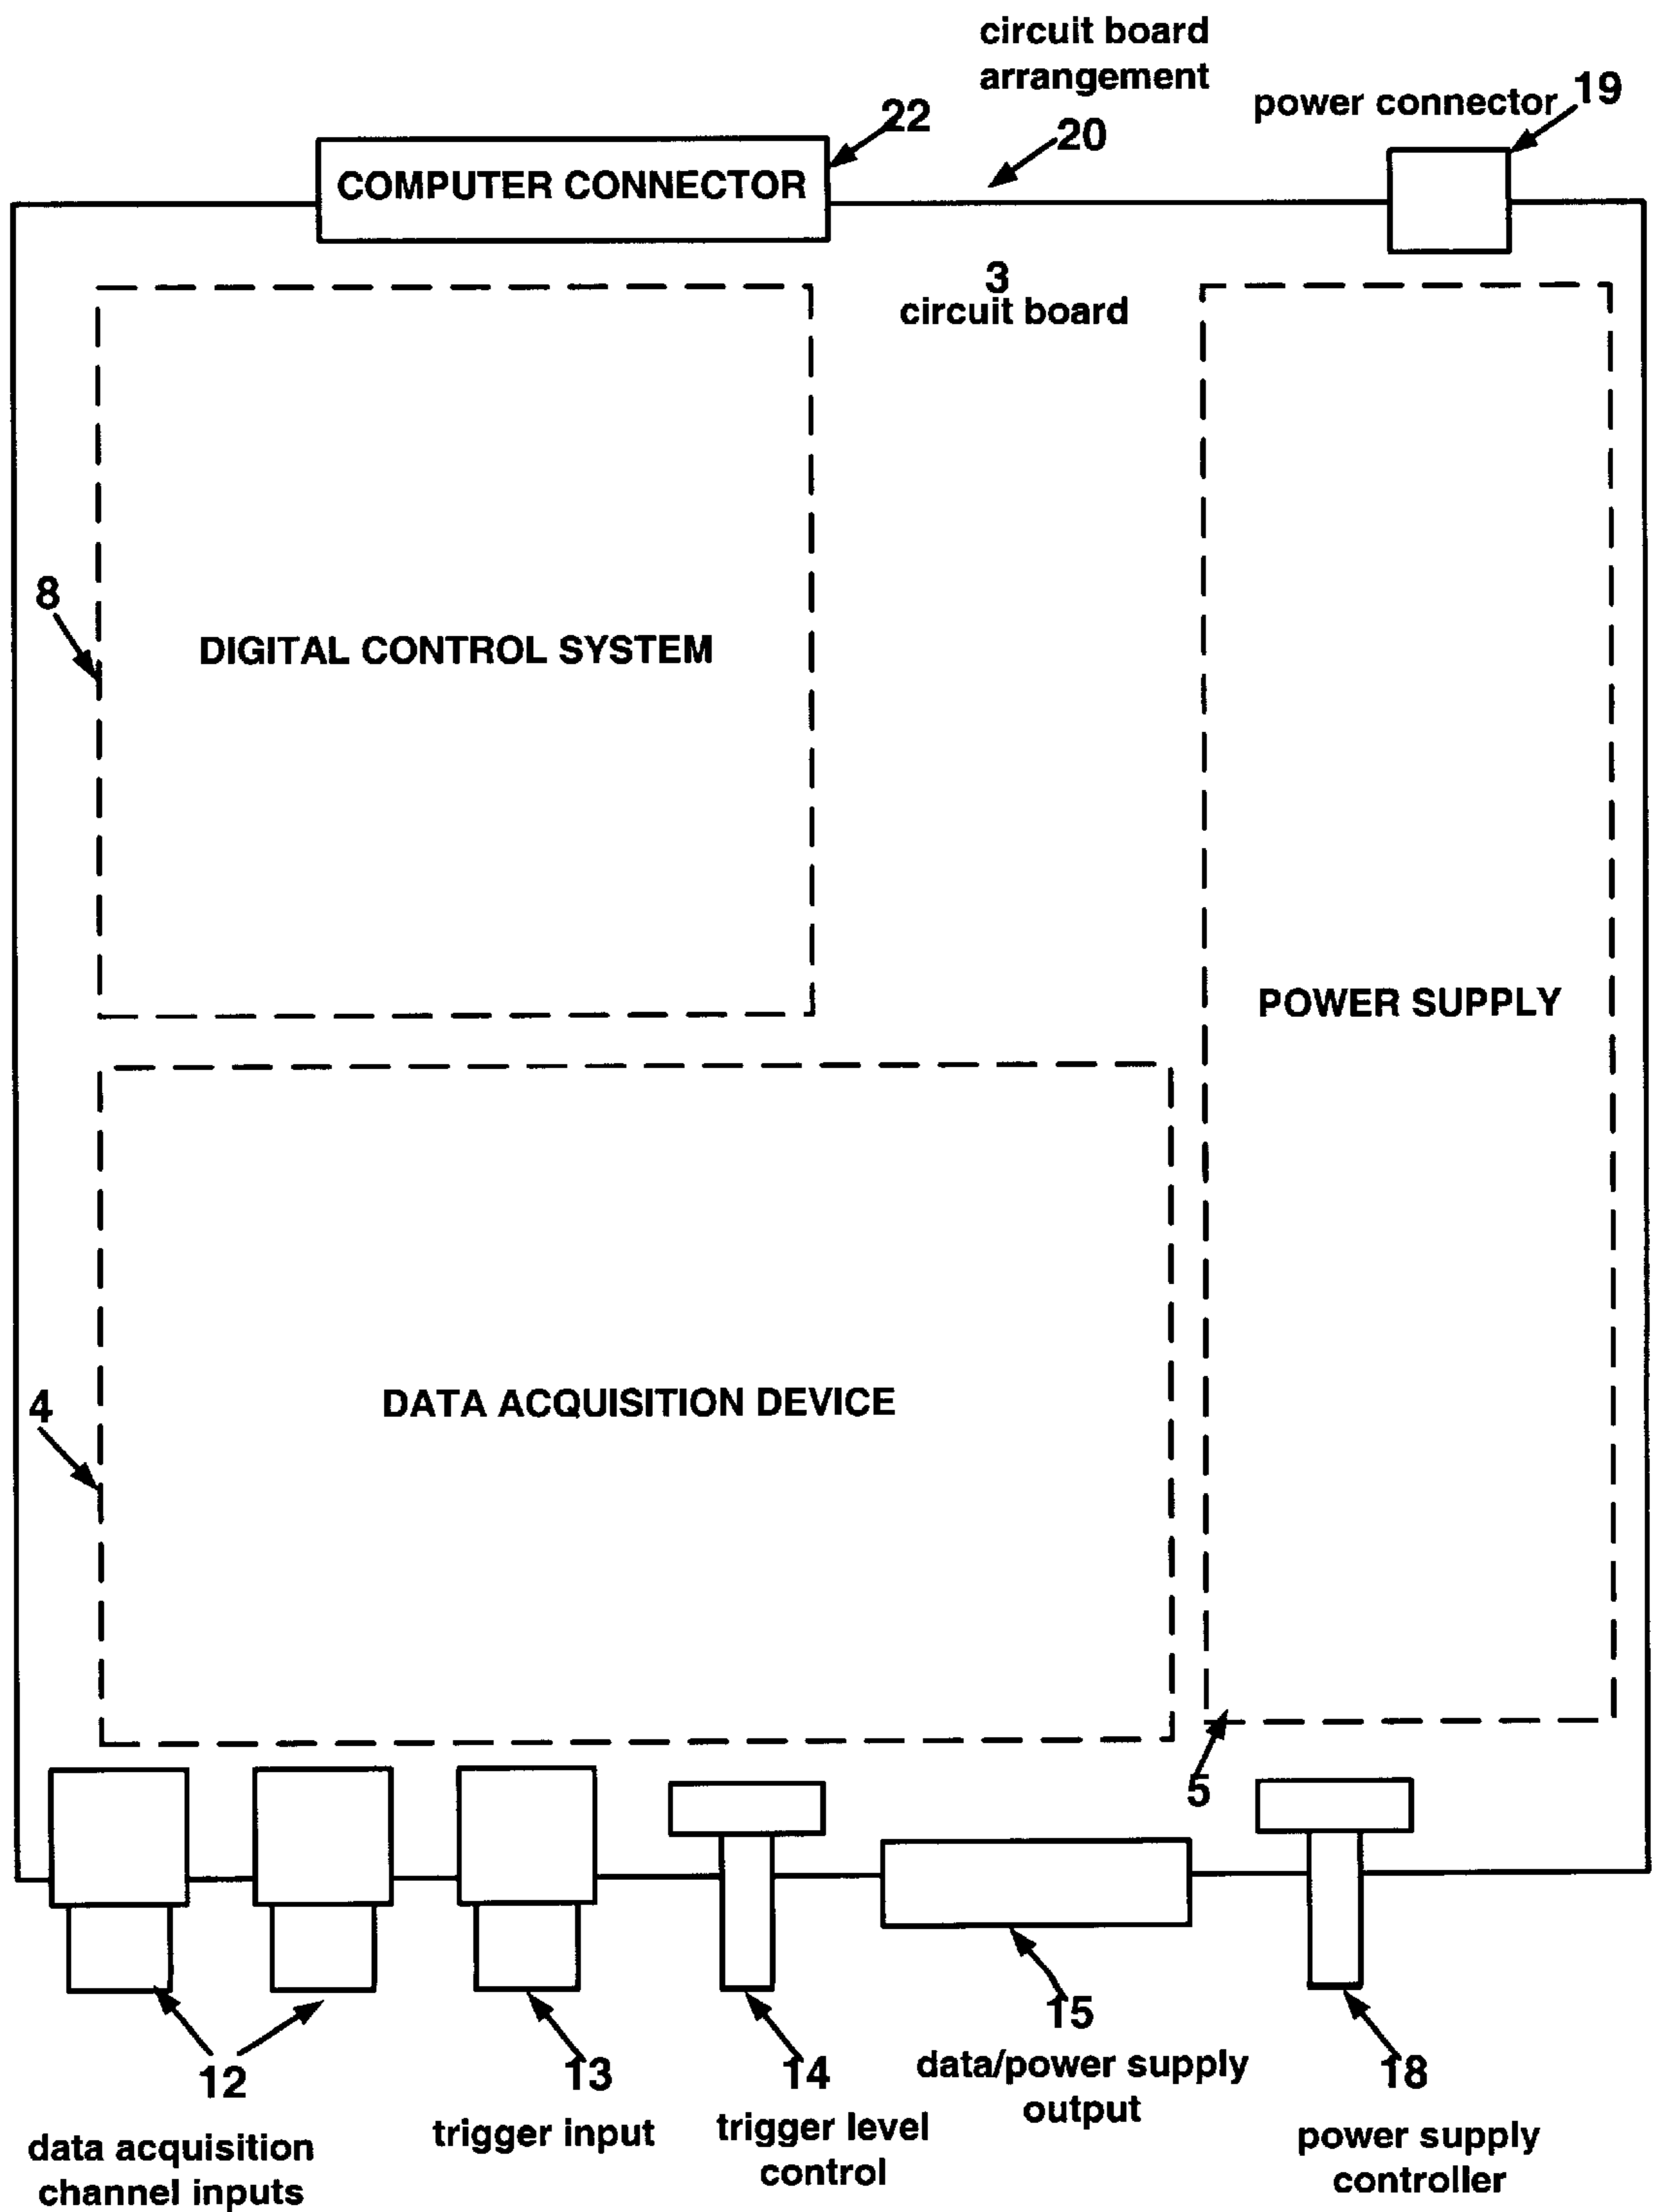 circuit board
arrangement
20
power connector
19
22
COMPUTER CONNECTOR
3
circuit board
8
DIGITAL CONTROL SYSTEM
POWER SUPPLY
4
DATA ACQUISITION DEVICE
5
12
data acquisition
channel inputs
13
trigger input
14
trigger level
control
15
data/power supply
output
18
power supply
controller